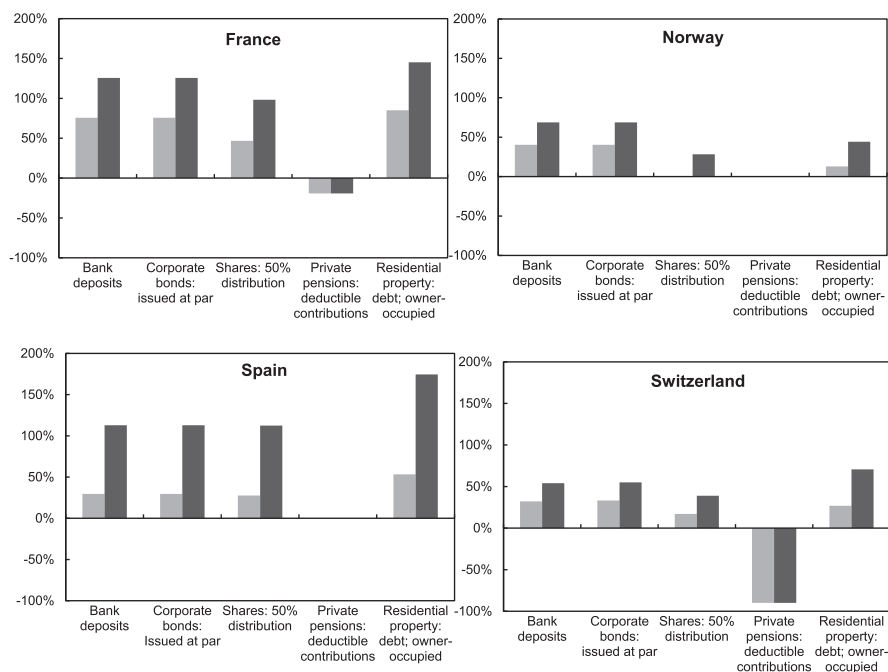 France
200%
150%
100%
50%
0%
-50%
-100%
Bank
deposits
Corporate
bonds:
issued at par
Shares: 50%
distribution
Private
pensions:
deductible
contributions
Residential
property:
debt; owner-
occupied
Norway
200%
150%
100%
50%
0%
-50%
-100%
Bank
deposits
Corporate
bonds:
issued at par
Shares: 50%
distribution
Private
pensions:
deductible
contributions
Residential
property:
debt; owner-
occupied
Spain
200%
150%
100%
50%
0%
-50%
-100%
Bank
deposits
Corporate
bonds:
Issued at par
Shares: 50%
distribution
Private
pensions:
deductible
contributions
Residential
property:
debt; owner-
occupied
Switzerland
200%
150%
100%
50%
0%
-50%
-100%
Bank
deposits
Corporate
bonds:
issued at par
Shares: 50%
distribution
Private
pensions:
deductible
contributions
Residential
property:
debt; owner-
occupied